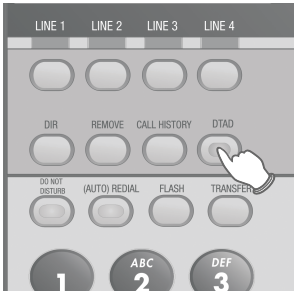 LINE 1 LINE 2 LINE 3 LINE 4
DIR REMOVE CALL HISTORY DTAD
DO NOT
DISTURB (AUTO) REDIAL FLASH TRANSFER
ABC DEF
1 2 3